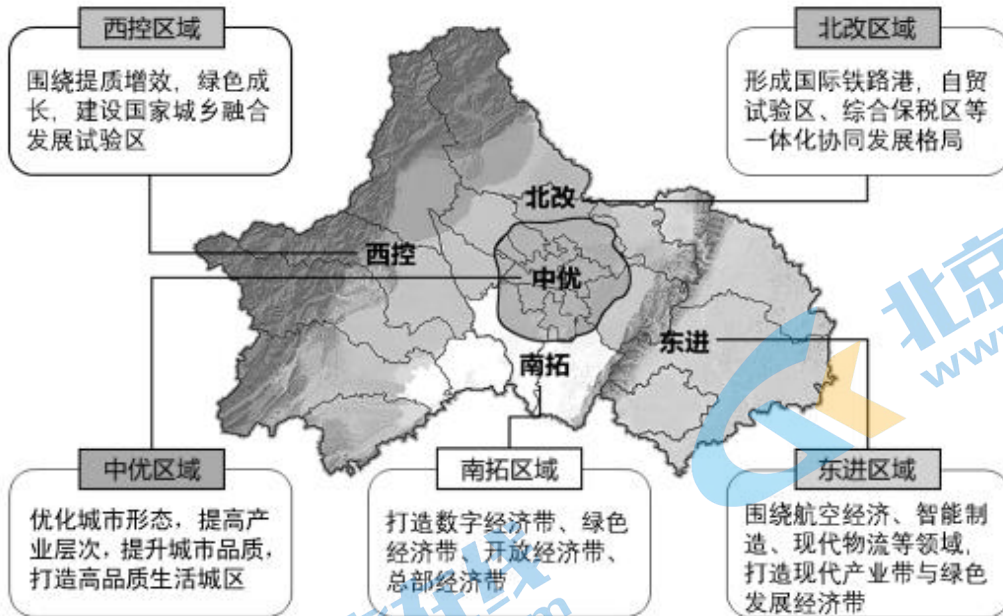 西控区域
围绕提质增效，绿色成
长，建设国家城乡融合
发展试验区
北改区域
形成国际铁路港，自贸
试验区、综合保税区等
一体化协同发展格局
北改
西控
中优
东进
南拓
中优区域
优化城市形态，提高产
业层次，提升城市品质，
打造高品质生活城区
南拓区域
打造数字经济带、绿色
经济带、开放经济带、
总部经济带
东进区域
围绕航空经济、智能制
造、现代物流等领域，
打造现代产业带与绿色
发展经济带
北京
www
在线